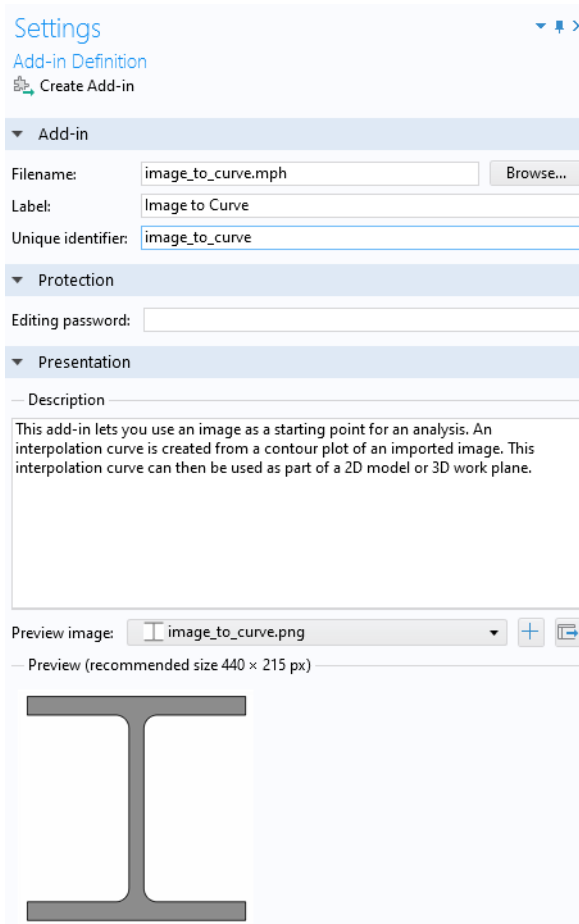 Settings
Add-in Definition
Create Add-in
Add-in
Filename: image_to_curve.mph Browse...
Label: Image to Curve
Unique identifier: image_to_curve
Protection
Editing password:
Presentation
Description
This add-in lets you use an image as a starting point for an analysis. An
interpolation curve is created from a contour plot of an imported image. This
interpolation curve can then be used as part of a 2D model or 3D work plane.
Preview image: image_to_curve.png
Preview (recommended size 440 × 215 px)